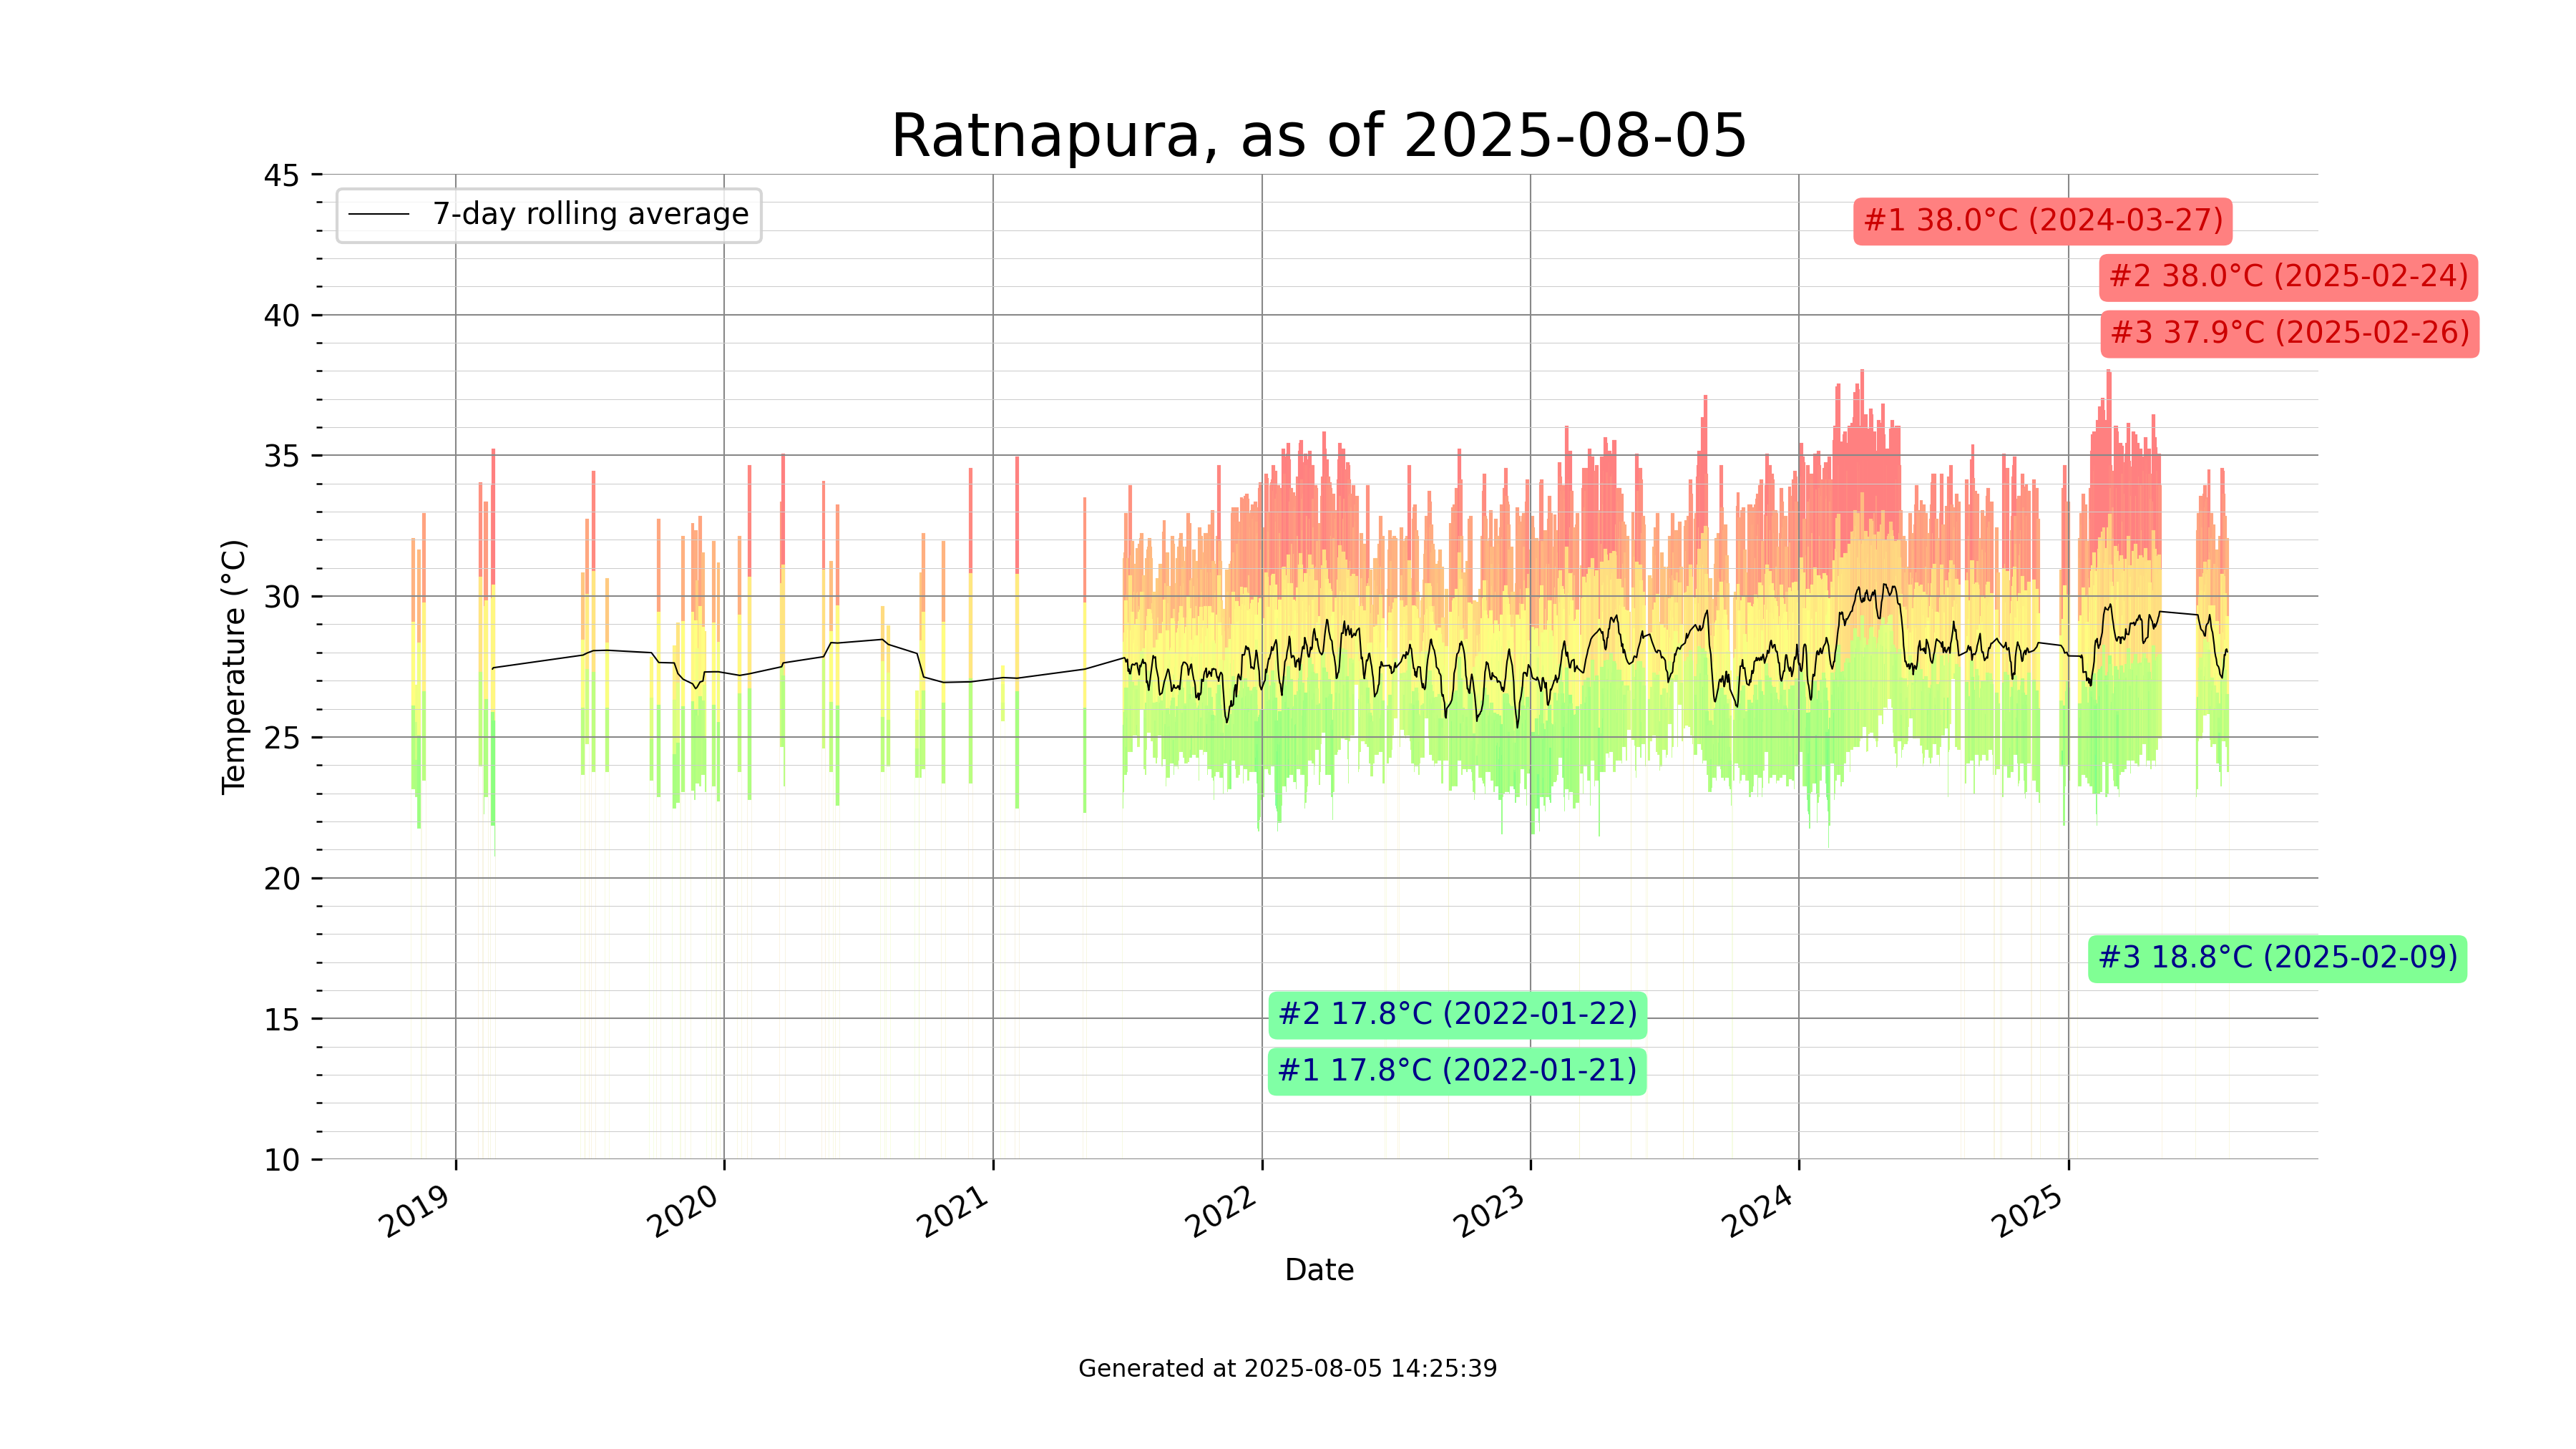 Ratnapura, as of 2025-08-05
7-day rolling average
#1 38.0°C (2024-03-27)
#2 38.0°C (2025-02-24)
#3 37.9°C (2025-02-26)
#3 18.8°C (2025-02-09)
#2 17.8°C (2022-01-22)
#1 17.8°C (2022-01-21)
Temperature (°C)
45
40
35
30
25
20
15
10
2019
2020
2021
2022
2023
2024
2025
Date
Generated at 2025-08-05 14:25:39